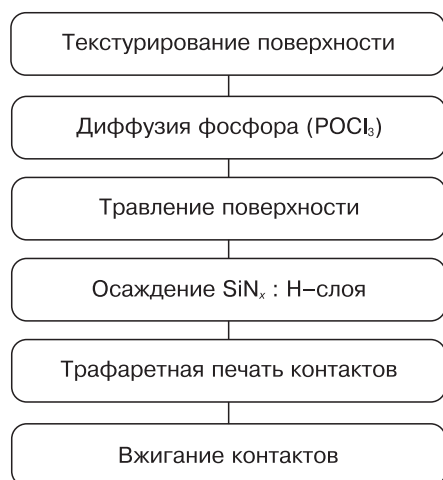 Текстурирование поверхности
Диффузия фосфора (POCl₃)
Травление поверхности
Осаждение SiNₓ : H–слоя
Трафаретная печать контактов
Вжигание контактов